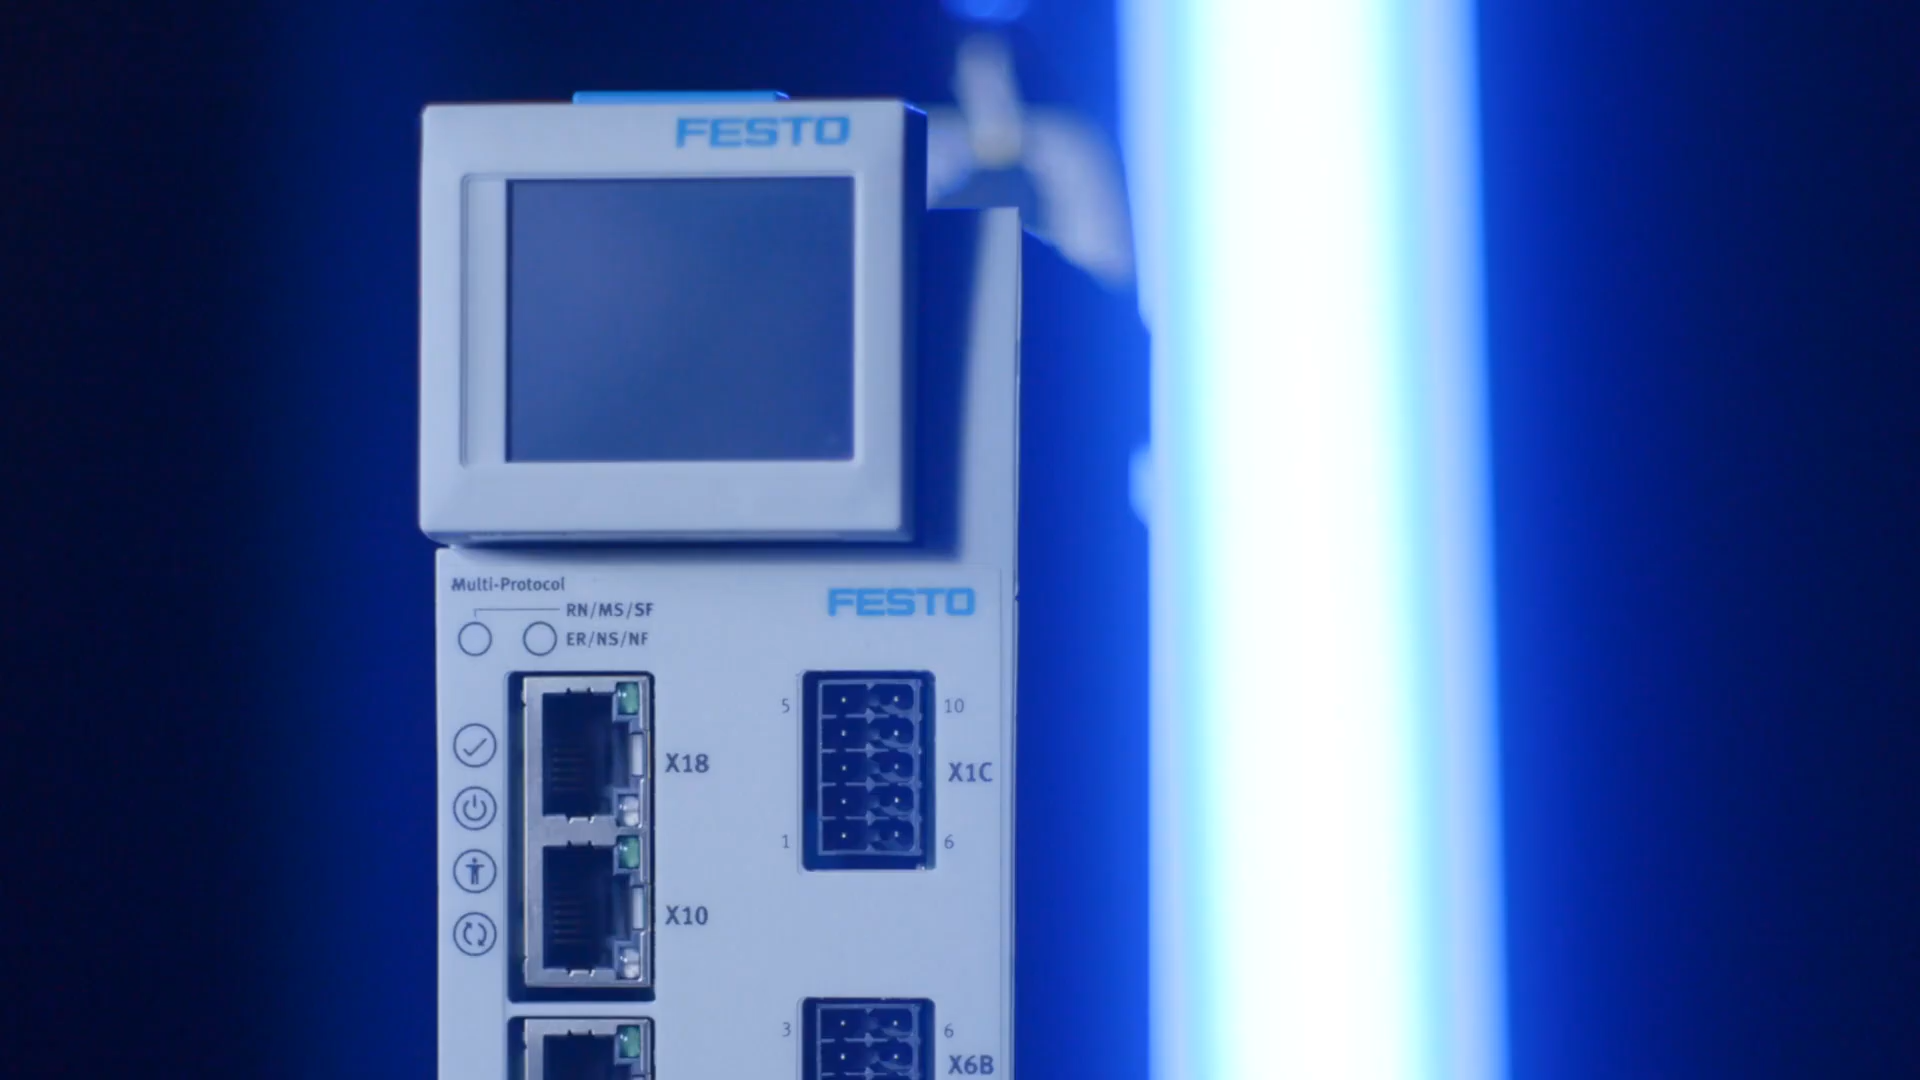 FESTO
Multi-Protocol
RN/MS/SF
ER/NS/NF
FESTO
5
10
X18
X1C
1
6
X10
3
6
X6B